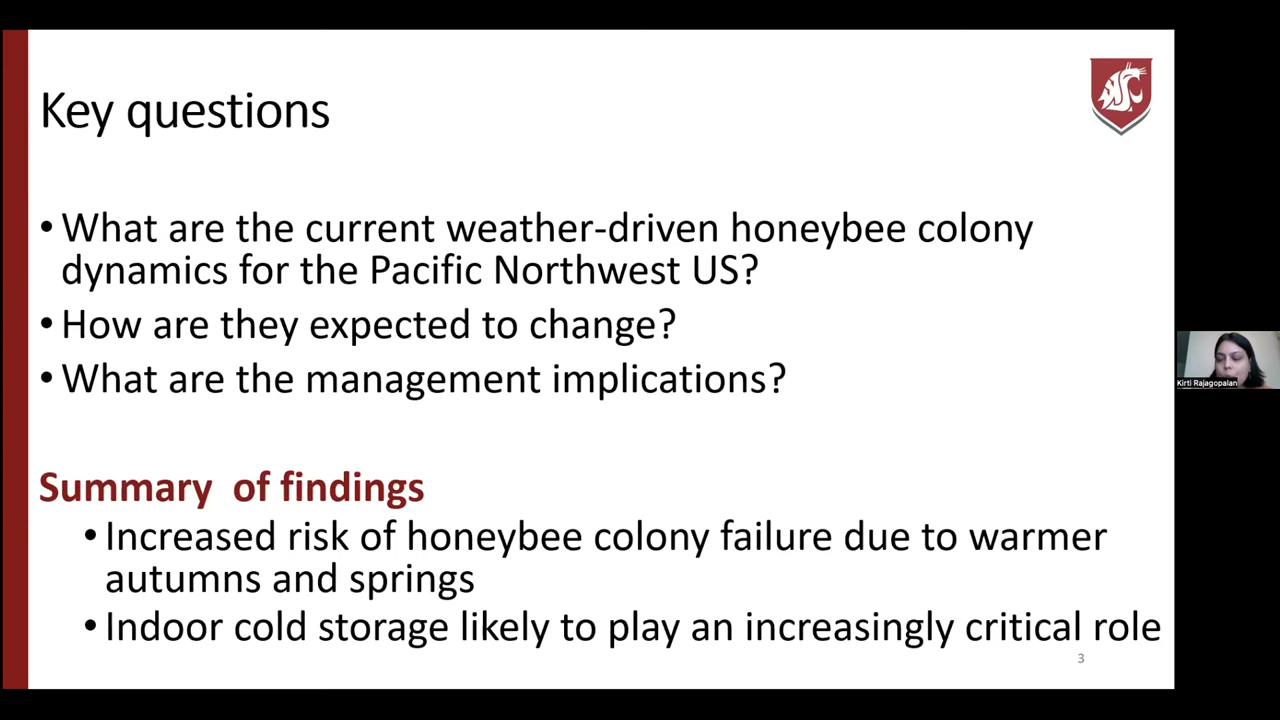 Key questions
• What are the current weather-driven honeybee colony
dynamics for the Pacific Northwest US?
• How are they expected to change?
• What are the management implications?
Summary  of findings
• Increased risk of honeybee colony failure due to warmer
autumns and springs
• Indoor cold storage likely to play an increasingly critical role
3
Kirti Rajagopalan